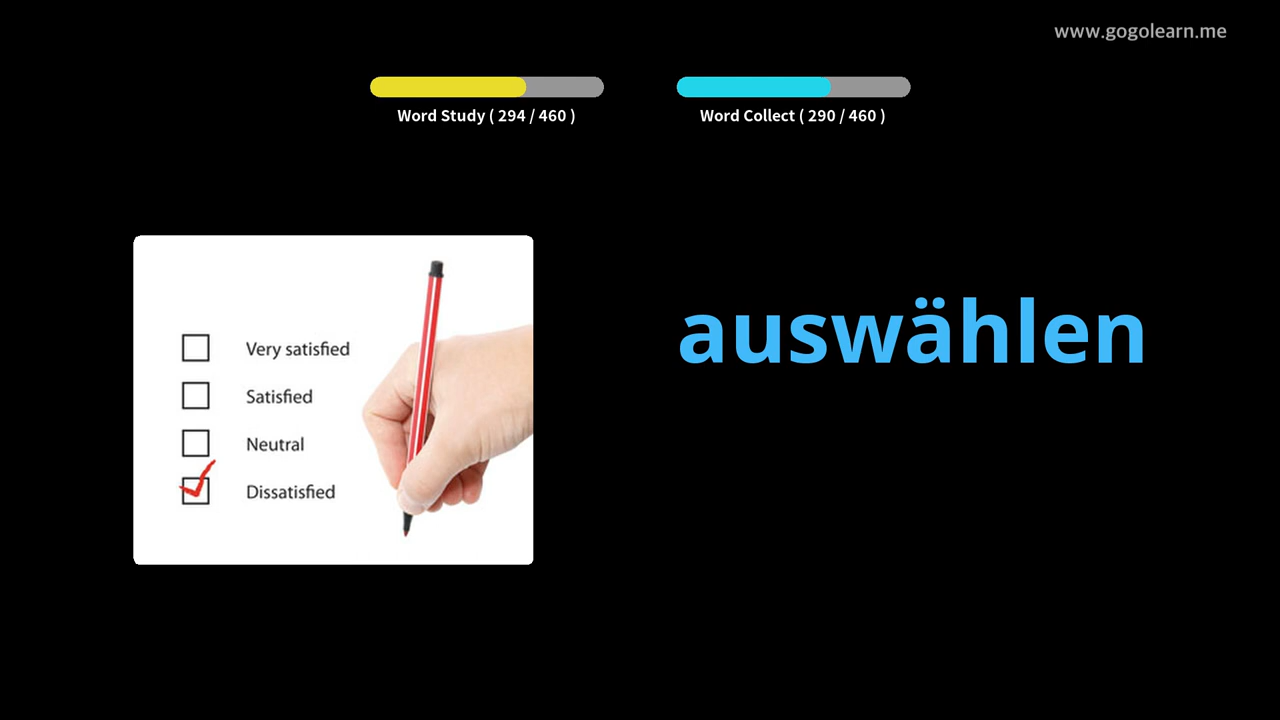 www.gogolearn.me
Word Study ( 294 / 460 )
Word Collect ( 290 / 460 )
auswählen
Very satisfied
Satisfied
Neutral
Dissatisfied